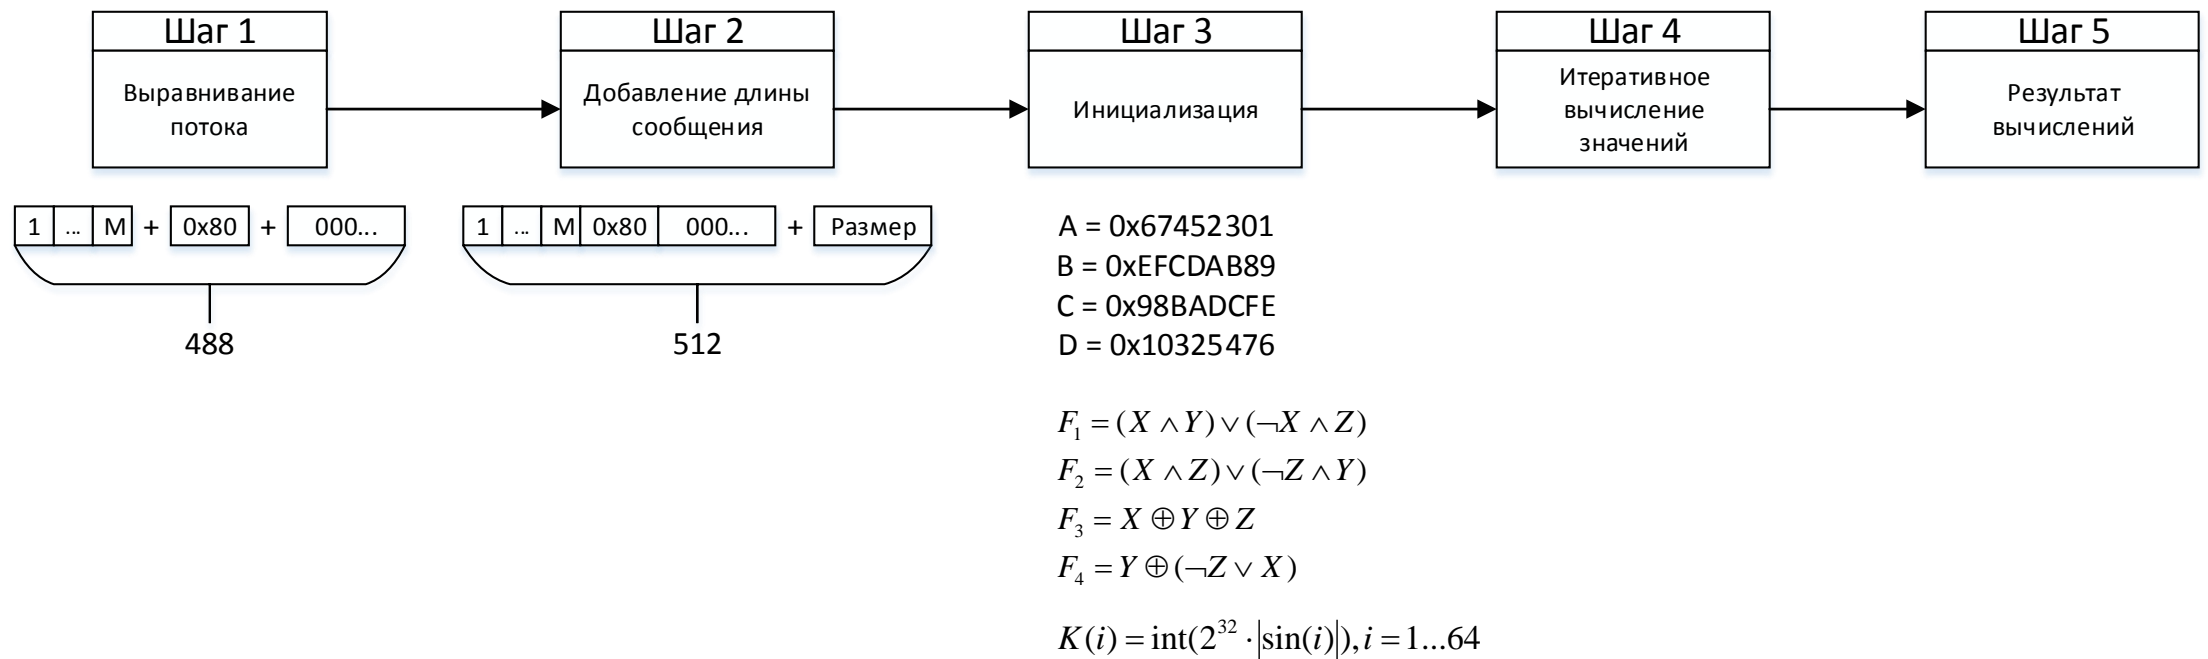 Шаг 1
Выравнивание
потока
Шаг 2
Добавление длины
сообщения
Шаг 3
Инициализация
Шаг 4
Итеративное
вычисление
значений
Шаг 5
Результат
вычислений
1 ... M + 0x80 + 000...
488
1 ... M 0x80 000... + Размер
512
A = 0x67452301
B = 0xEFCDAB89
C = 0x98BADCFE
D = 0x10325476
F₁ = (X ∧ Y) ∨ (¬X ∧ Z)
F₂ = (X ∧ Z) ∨ (¬Z ∧ Y)
F₃ = X ⊕ Y ⊕ Z
F₄ = Y ⊕ (¬Z ∨ X)
K(i) = int(2³² · |sin(i)|), i = 1...64